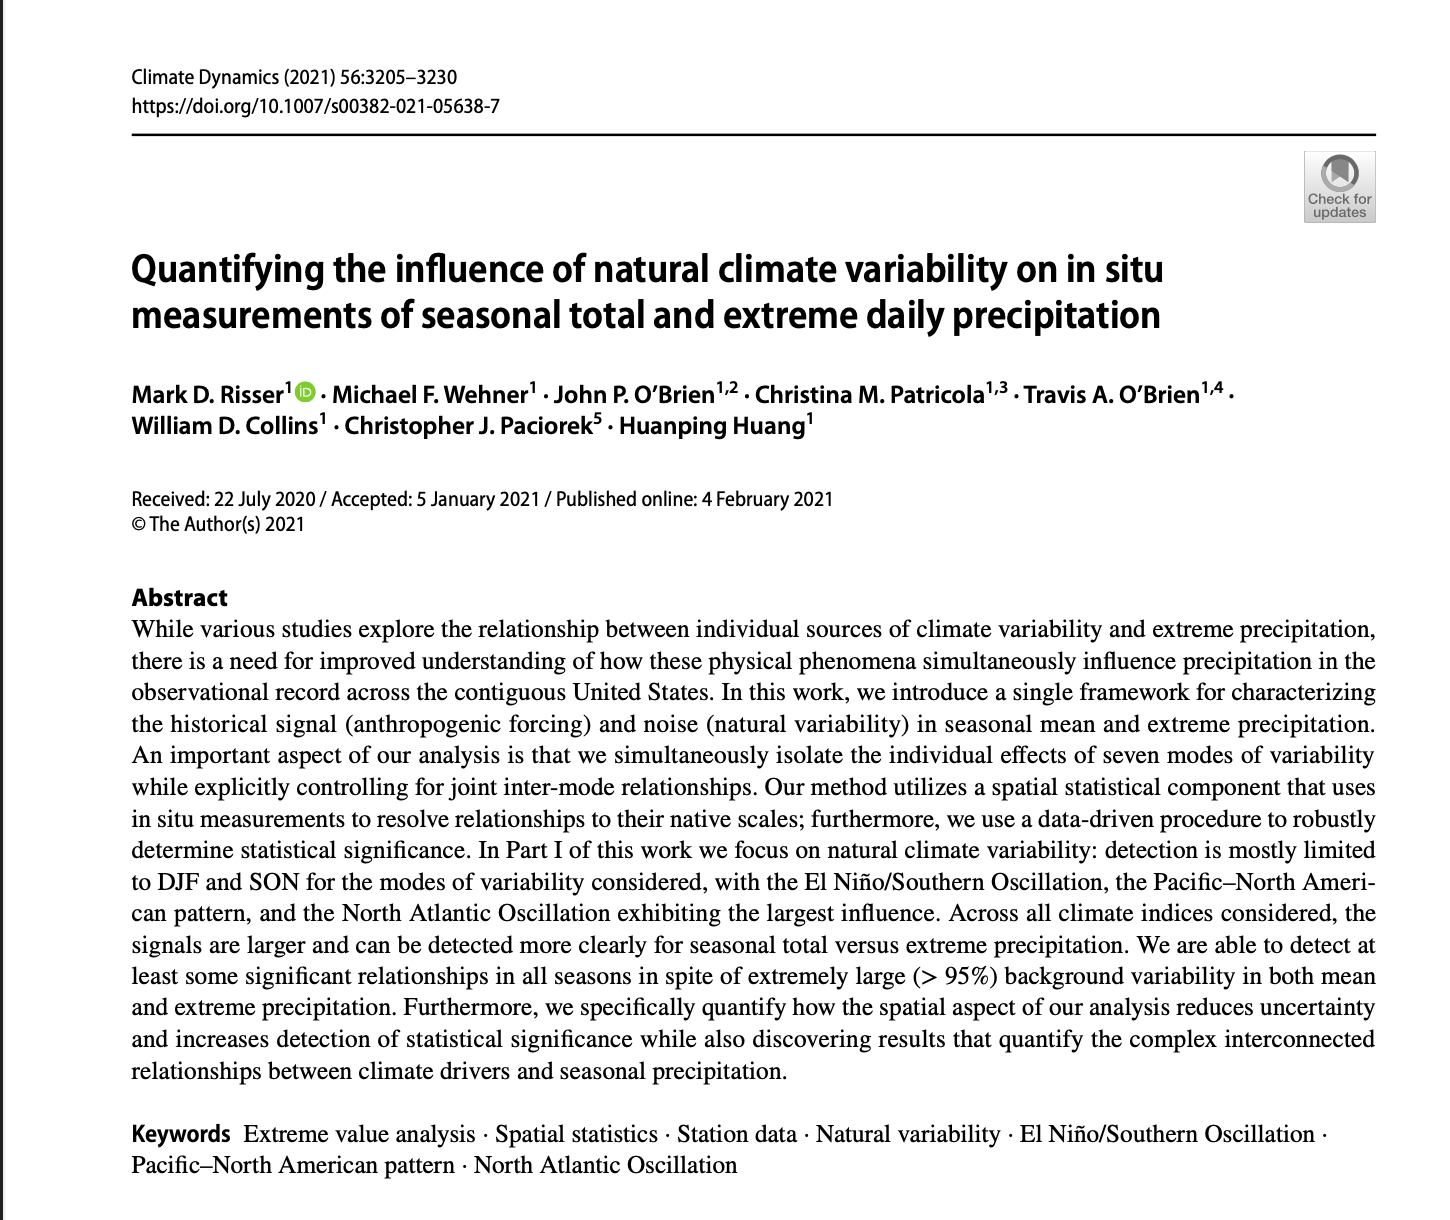 Climate Dynamics (2021) 56:3205–3230
https://doi.org/10.1007/s00382-021-05638-7
Check for
updates
Quantifying the influence of natural climate variability on in situ
measurements of seasonal total and extreme daily precipitation
Mark D. Risser1 iD · Michael F. Wehner1 · John P. O’Brien1,2 · Christina M. Patricola1,3 · Travis A. O’Brien1,4 ·
William D. Collins1 · Christopher J. Paciorek5 · Huanping Huang1
Received: 22 July 2020 / Accepted: 5 January 2021 / Published online: 4 February 2021
© The Author(s) 2021
Abstract
While various studies explore the relationship between individual sources of climate variability and extreme precipitation,
there is a need for improved understanding of how these physical phenomena simultaneously influence precipitation in the
observational record across the contiguous United States. In this work, we introduce a single framework for characterizing
the historical signal (anthropogenic forcing) and noise (natural variability) in seasonal mean and extreme precipitation.
An important aspect of our analysis is that we simultaneously isolate the individual effects of seven modes of variability
while explicitly controlling for joint inter-mode relationships. Our method utilizes a spatial statistical component that uses
in situ measurements to resolve relationships to their native scales; furthermore, we use a data-driven procedure to robustly
determine statistical significance. In Part I of this work we focus on natural climate variability: detection is mostly limited
to DJF and SON for the modes of variability considered, with the El Niño/Southern Oscillation, the Pacific–North Ameri-
can pattern, and the North Atlantic Oscillation exhibiting the largest influence. Across all climate indices considered, the
signals are larger and can be detected more clearly for seasonal total versus extreme precipitation. We are able to detect at
least some significant relationships in all seasons in spite of extremely large (> 95%) background variability in both mean
and extreme precipitation. Furthermore, we specifically quantify how the spatial aspect of our analysis reduces uncertainty
and increases detection of statistical significance while also discovering results that quantify the complex interconnected
relationships between climate drivers and seasonal precipitation.
Keywords Extreme value analysis · Spatial statistics · Station data · Natural variability · El Niño/Southern Oscillation ·
Pacific–North American pattern · North Atlantic Oscillation